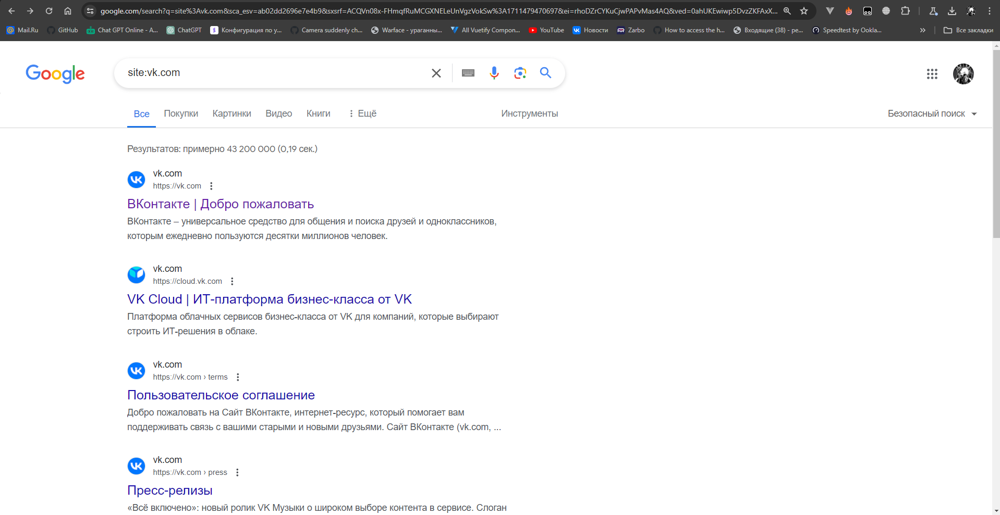 google.com/search?q=site%3Avk.com&sca_esv=ab02dd2696e7e4b9&sxsrf=ACQVn08x-FHmqfRuMCGXNELeUnVgzVokSw%3A1711479470697&ei=rhoDZrCYKuCjwPAPvMas4AQ&ved=0ahUKEwiwp5DvzZKFAxX...
Mail.Ru
GitHub
Chat GPT Online - A...
ChatGPT
Конфигурация по у...
Camera suddenly ch...
Warface - ураганны...
All Vuetify Compon...
YouTube
Новости
Zarbo
How to access the h...
Входящие (38) - pe...
Speedtest by Ookla...
Все закладки
Google
site:vk.com
Все
Покупки
Картинки
Видео
Книги
Ещё
Инструменты
Безопасный поиск
Результатов: примерно 43 200 000 (0,19 сек.)
vk.com
https://vk.com
ВКонтакте | Добро пожаловать
ВКонтакте – универсальное средство для общения и поиска друзей и одноклассников,
которым ежедневно пользуются десятки миллионов человек.
vk.com
https://cloud.vk.com
VK Cloud | ИТ-платформа бизнес-класса от VK
Платформа облачных сервисов бизнес-класса от VK для компаний, которые выбирают
строить ИТ-решения в облаке.
vk.com
https://vk.com › terms
Пользовательское соглашение
Добро пожаловать на Сайт ВКонтакте, интернет-ресурс, который помогает вам
поддерживать связь с вашими старыми и новыми друзьями. Сайт ВКонтакте (vk.com, ...
vk.com
https://vk.com › press
Пресс-релизы
«Всё включено»: новый ролик VK Музыки о широком выборе контента в сервисе. Слоган